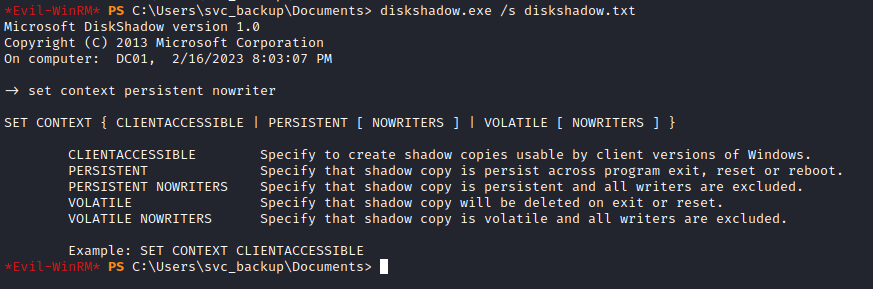 *Evil-WinRM* PS C:\Users\svc_backup\Documents> diskshadow.exe /s diskshadow.txt
Microsoft DiskShadow version 1.0
Copyright (C) 2013 Microsoft Corporation
On computer:  DC01,  2/16/2023 8:03:07 PM

-> set context persistent nowriter

SET CONTEXT { CLIENTACCESSIBLE | PERSISTENT [ NOWRITERS ] | VOLATILE [ NOWRITERS ] }

        CLIENTACCESSIBLE        Specify to create shadow copies usable by client versions of Windows.
        PERSISTENT              Specify that shadow copy is persist across program exit, reset or reboot.
        PERSISTENT NOWRITERS    Specify that shadow copy is persistent and all writers are excluded.
        VOLATILE                Specify that shadow copy will be deleted on exit or reset.
        VOLATILE NOWRITERS      Specify that shadow copy is volatile and all writers are excluded.

        Example: SET CONTEXT CLIENTACCESSIBLE
*Evil-WinRM* PS C:\Users\svc_backup\Documents>